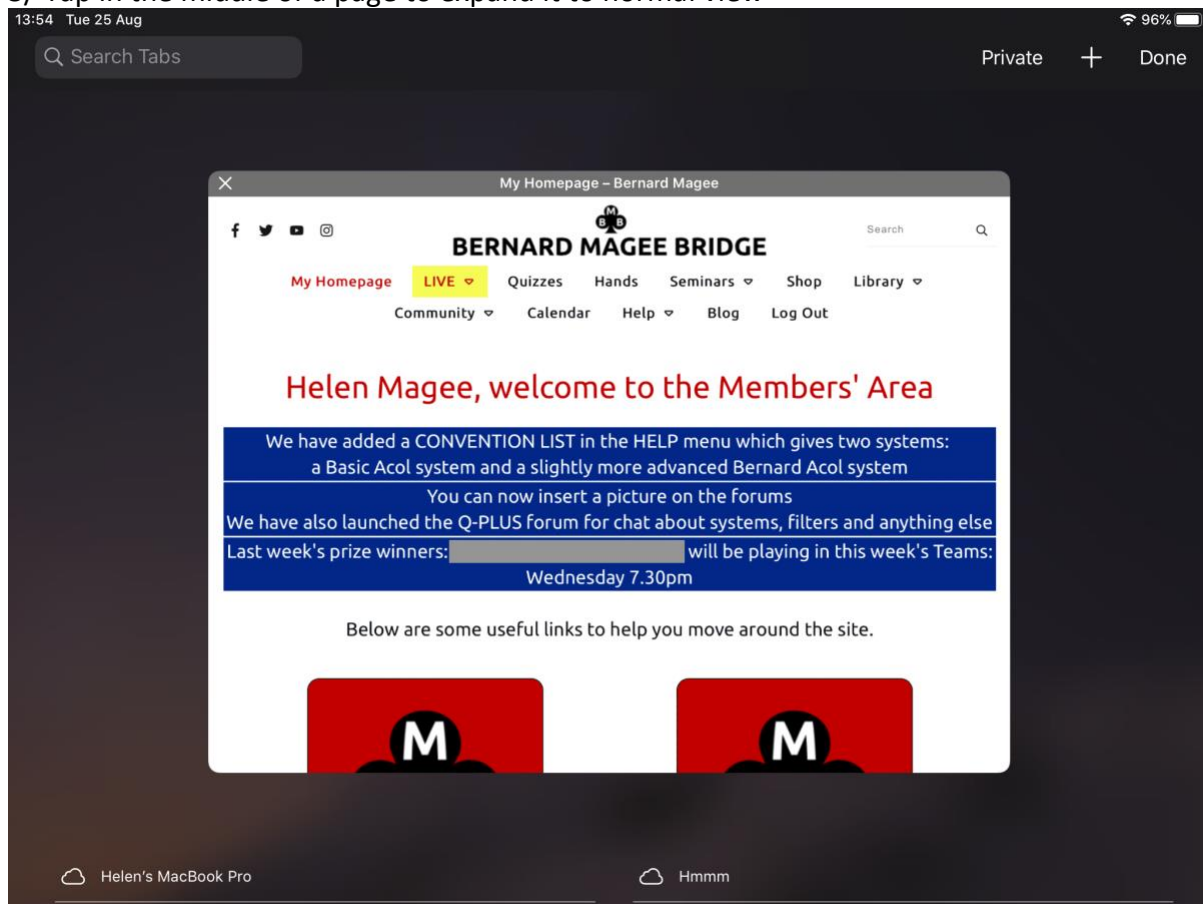 13:54 Tue 25 Aug 96%
Search Tabs Private + Done
My Homepage – Bernard Magee
M
B B
BERNARD MAGEE BRIDGE Search
My Homepage LIVE Quizzes Hands Seminars Shop Library
Community Calendar Help Blog Log Out
Helen Magee, welcome to the Members' Area
We have added a CONVENTION LIST in the HELP menu which gives two systems:
a Basic Acol system and a slightly more advanced Bernard Acol system
You can now insert a picture on the forums
We have also launched the Q-PLUS forum for chat about systems, filters and anything else
Last week's prize winners: will be playing in this week's Teams:
Wednesday 7.30pm
Below are some useful links to help you move around the site.
M M
Helen's MacBook Pro Hmmm